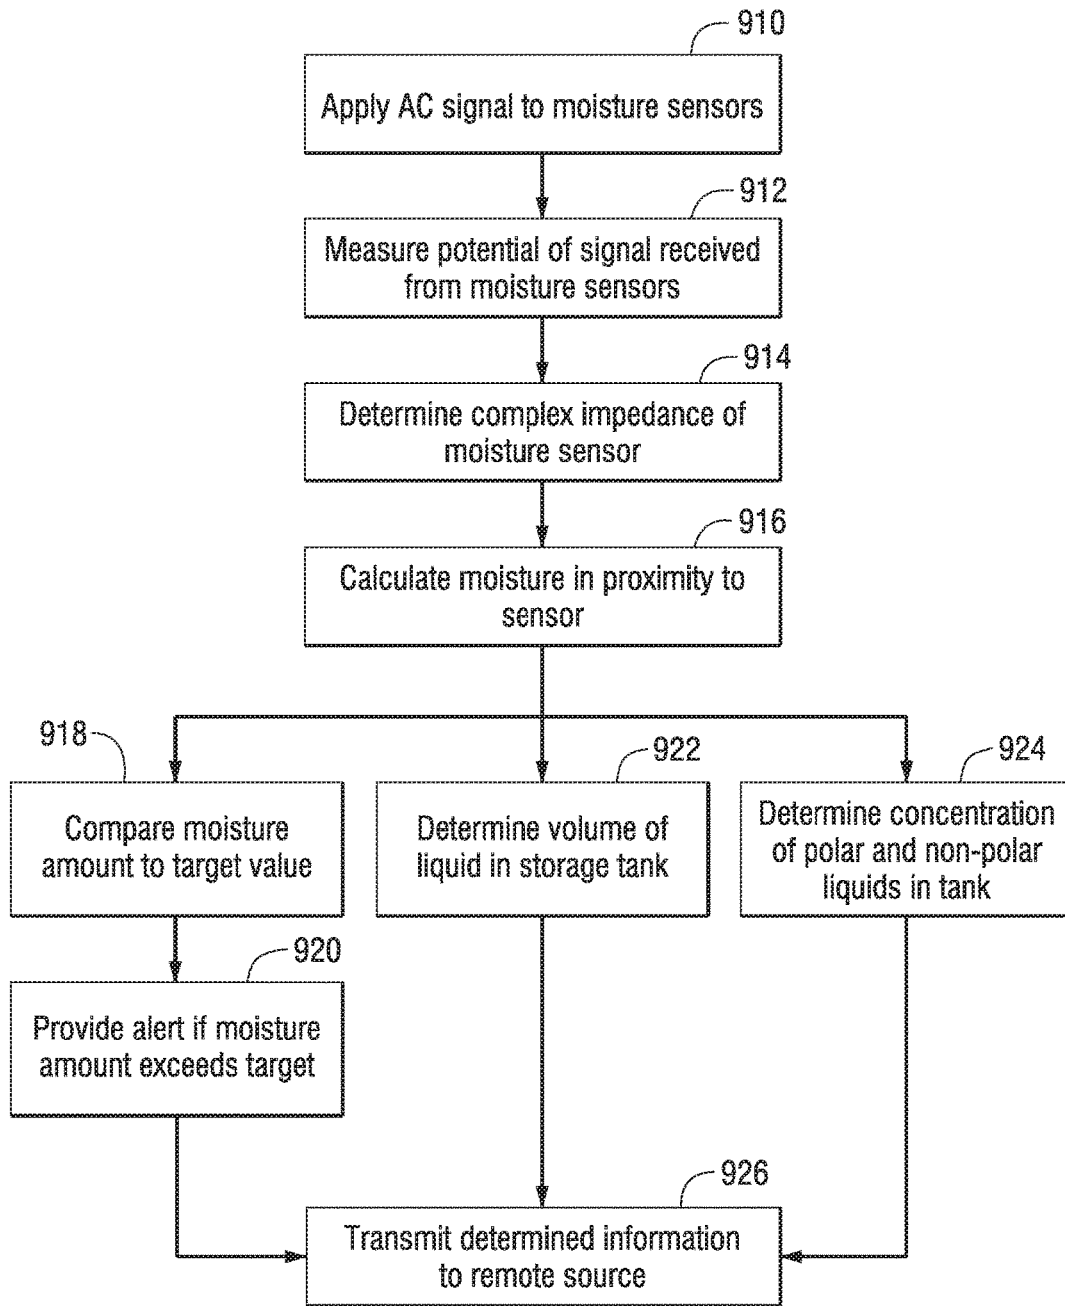 910
Apply AC signal to moisture sensors
912
Measure potential of signal received
from moisture sensors
914
Determine complex impedance of
moisture sensor
916
Calculate moisture in proximity to
sensor
918
Compare moisture
amount to target value
920
Provide alert if moisture
amount exceeds target
922
Determine volume of
liquid in storage tank
924
Determine concentration
of polar and non-polar
liquids in tank
926
Transmit determined information
to remote source